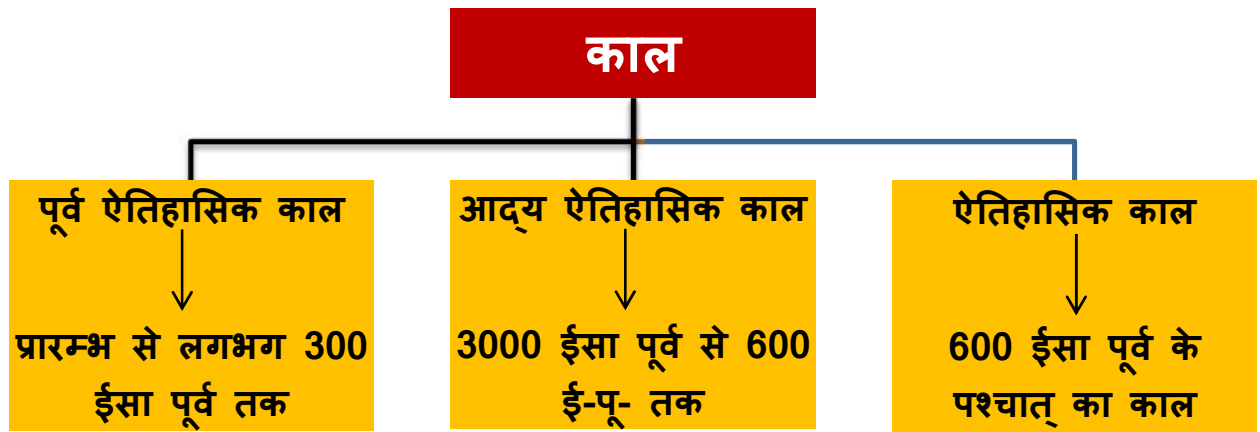 काल
पूर्व ऐतिहासिक काल
प्रारम्भ से लगभग 300
ईसा पूर्व तक
आद्य ऐतिहासिक काल
3000 ईसा पूर्व से 600
ई-पू- तक
ऐतिहासिक काल
600 ईसा पूर्व के
पश्चात् का काल